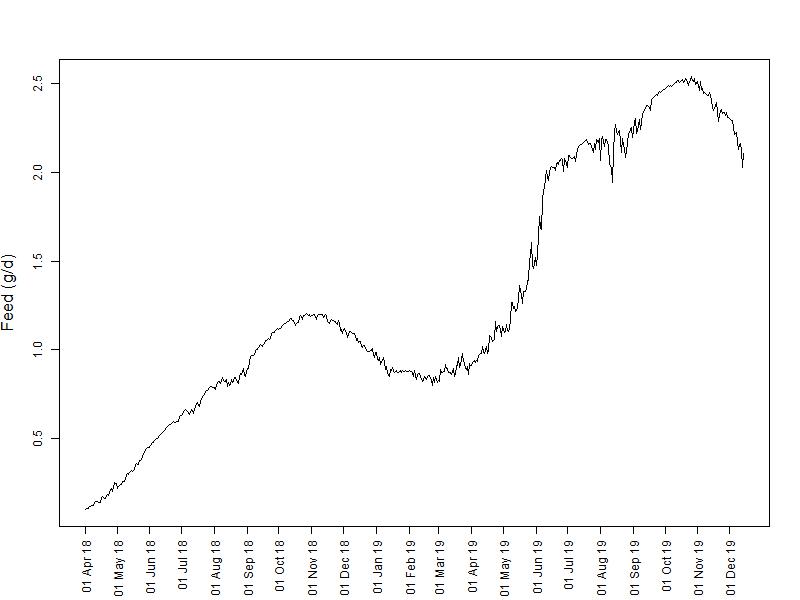 Feed (g/d)
2.5
2.0
1.5
1.0
0.5
01 Apr 18
01 May 18
01 Jun 18
01 Jul 18
01 Aug 18
01 Sep 18
01 Oct 18
01 Nov 18
01 Dec 18
01 Jan 19
01 Feb 19
01 Mar 19
01 Apr 19
01 May 19
01 Jun 19
01 Jul 19
01 Aug 19
01 Sep 19
01 Oct 19
01 Nov 19
01 Dec 19